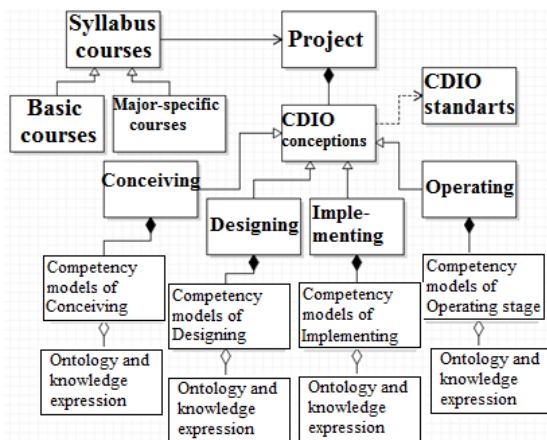 Syllabus
courses
Project
CDIO
standarts
Basic
courses
Major-specific
courses
CDIO
conceptions
Conceiving
Designing
Imple-
menting
Operating
Competency
models of
Conceiving
Competency
models of
Designing
Competency
models of
Implementing
Competency
models of
Operating stage
Ontology and
knowledge
expression
Ontology and
knowledge
expression
Ontology and
knowledge
expression
Ontology and
knowledge
expression